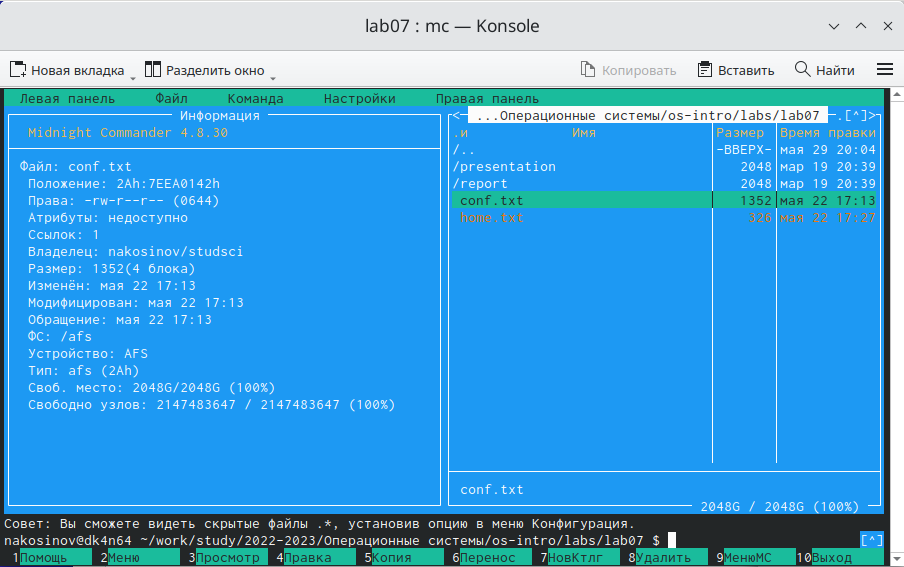 lab07 : mc — Konsole
Новая вкладка Разделить окно Копировать Вставить Найти
Левая панель Файл Команда Настройки Правая панель
Информация
Midnight Commander 4.8.30
Файл: conf.txt
Положение: 2Ah:7EEA0142h
Права: -rw-r--r-- (0644)
Атрибуты: недоступно
Ссылок: 1
Владелец: nakosinov/studsci
Размер: 1352(4 блока)
Изменён: мая 22 17:13
Модифицирован: мая 22 17:13
Обращение: мая 22 17:13
ФС: /afs
Устройство: AFS
Тип: afs (2Ah)
Своб. место: 2048G/2048G (100%)
Свободно узлов: 2147483647 / 2147483647 (100%)
<— ...Операционные системы/os-intro/labs/lab07 —.[^]>
.и Имя Размер Время правки
/.. -ВВЕРХ- мая 29 20:04
/presentation 2048 мар 19 20:39
/report 2048 мар 19 20:39
conf.txt 1352 мая 22 17:13
home.txt 326 мая 22 17:27
conf.txt
2048G / 2048G (100%)
Совет: Вы сможете видеть скрытые файлы .*, установив опцию в меню Конфигурация.
nakosinov@dk4n64 ~/work/study/2022-2023/Операционные системы/os-intro/labs/lab07 $ [^]
1Помощь 2Меню 3Просмотр 4Правка 5Копия 6Перенос 7НовКтлг 8Удалить 9МенюМС 10Выход